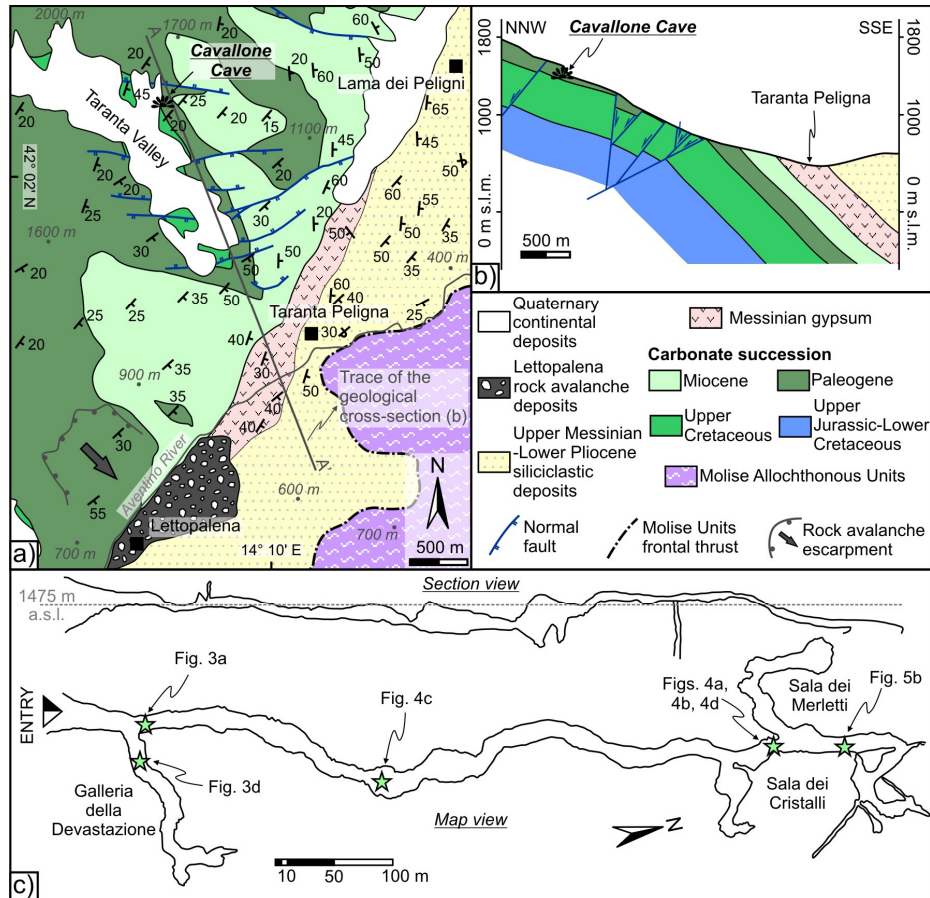 2000 m
1700 m
A
60
20
20
50
Cavallone
Cave
20
60
60
50
Lama dei Peligni
45
25
20
20
15
65
Taranta
Valley
1100 m
45
45
42° 02' N
20
20
20
60
60
50
25
30
20
55
1600 m
30
50
50
35
35
20
50
50
400 m
25
25
35
50
60
40
25
Taranta Peligna
30
20
40
35
30
900 m
50
35
40
40
Trace of the
geological
cross-section (b)
30
A'
Aventino River
N
55
600 m
Lettopalena
700 m
700 m
14° 10' E
500 m
a)
NNW
SSE
1800
1800
Cavallone Cave
Taranta Peligna
1000
1000
0 m s.l.m.
0 m s.l.m.
500 m
b)
Quaternary
continental
deposits
Messinian gypsum
Lettopalena
rock avalanche
deposits
Carbonate succession
Miocene
Paleogene
Upper
Cretaceous
Upper
Jurassic-Lower
Cretaceous
Upper Messinian
-Lower Pliocene
siliciclastic
deposits
Molise Allochthonous Units
Normal
fault
Molise Units
frontal thrust
Rock avalanche
escarpment
Section view
1475 m
a.s.l.
Fig. 3a
Fig. 4c
Figs. 4a,
4b, 4d
Sala dei
Merletti
Fig. 5b
ENTRY
Fig. 3d
Galleria
della
Devastazione
Map view
N
Sala dei
Cristalli
10
50
100 m
c)